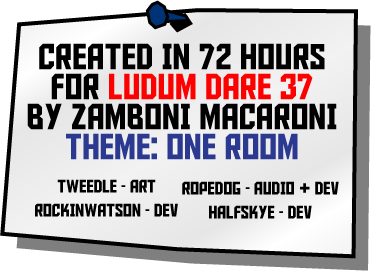 CREATED IN 72 HOURS
FOR LUDUM DARE 37
BY ZAMBONI MACARONI
THEME: ONE ROOM
TWEEDLE - ART ROPEDOG - AUDIO + DEV
ROCKINWATSON - DEV HALFSKYE - DEV